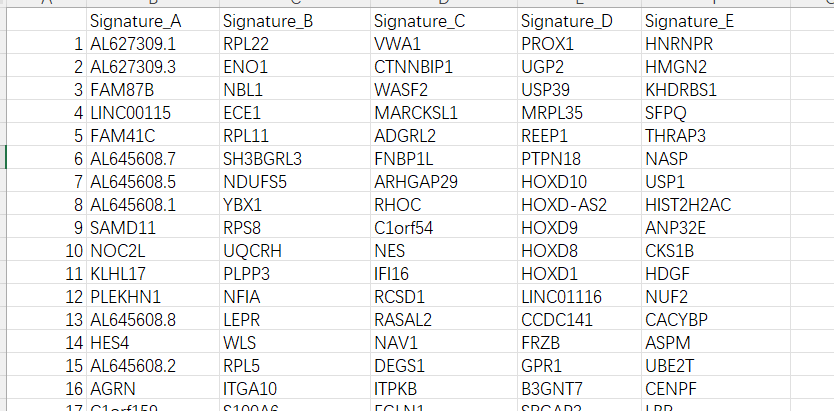 Signature_A Signature_B Signature_C Signature_D Signature_E
1 AL627309.1 RPL22 VWA1 PROX1 HNRNPR
2 AL627309.3 ENO1 CTNNBIP1 UGP2 HMGN2
3 FAM87B NBL1 WASF2 USP39 KHDRBS1
4 LINC00115 ECE1 MARCKSL1 MRPL35 SFPQ
5 FAM41C RPL11 ADGRL2 REEP1 THRAP3
6 AL645608.7 SH3BGRL3 FNBP1L PTPN18 NASP
7 AL645608.5 NDUFS5 ARHGAP29 HOXD10 USP1
8 AL645608.1 YBX1 RHOC HOXD-AS2 HIST2H2AC
9 SAMD11 RPS8 C1orf54 HOXD9 ANP32E
10 NOC2L UQCRH NES HOXD8 CKS1B
11 KLHL17 PLPP3 IFI16 HOXD1 HDGF
12 PLEKHN1 NFIA RCSD1 LINC01116 NUF2
13 AL645608.8 LEPR RASAL2 CCDC141 CACYBP
14 HES4 WLS NAV1 FRZB ASPM
15 AL645608.2 RPL5 DEGS1 GPR1 UBE2T
16 AGRN ITGA10 ITPKB B3GNT7 CENPF
17 C1orf159 S100A6 EGLN1 SRGAP3 LBR